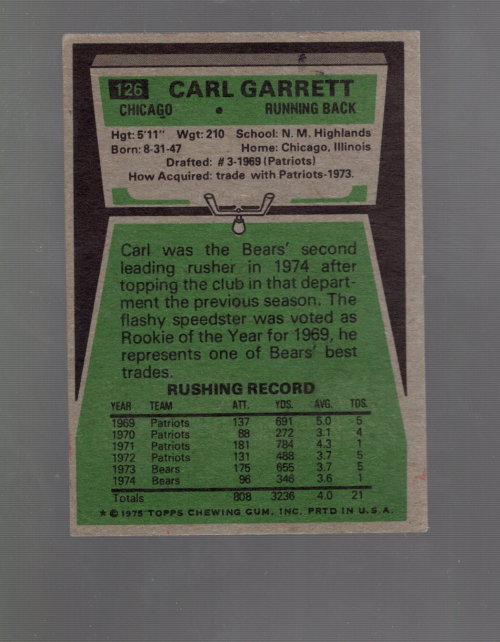 126 CARL GARRETT
CHICAGO • RUNNING BACK
Hgt: 5'11" Wgt: 210 School: N. M. Highlands
Born: 8-31-47 Home: Chicago, Illinois
Drafted: #3-1969 (Patriots)
How Acquired: trade with Patriots-1973.
Carl was the Bears' second
leading rusher in 1974 after
topping the club in that depart-
ment the previous season. The
flashy speedster was voted as
Rookie of the Year for 1969, he
represents one of Bears' best
trades.
RUSHING RECORD
YEAR TEAM ATT. YDS. AVG. TDS.
1969 Patriots 137 691 5.0 5
1970 Patriots 88 272 3.1 4
1971 Patriots 181 784 4.3 1
1972 Patriots 131 488 3.7 5
1973 Bears 175 655 3.7 5
1974 Bears 96 346 3.6 1
Totals 808 3236 4.0 21
* © 1975 TOPPS CHEWING GUM, INC. PRTD IN U.S.A.